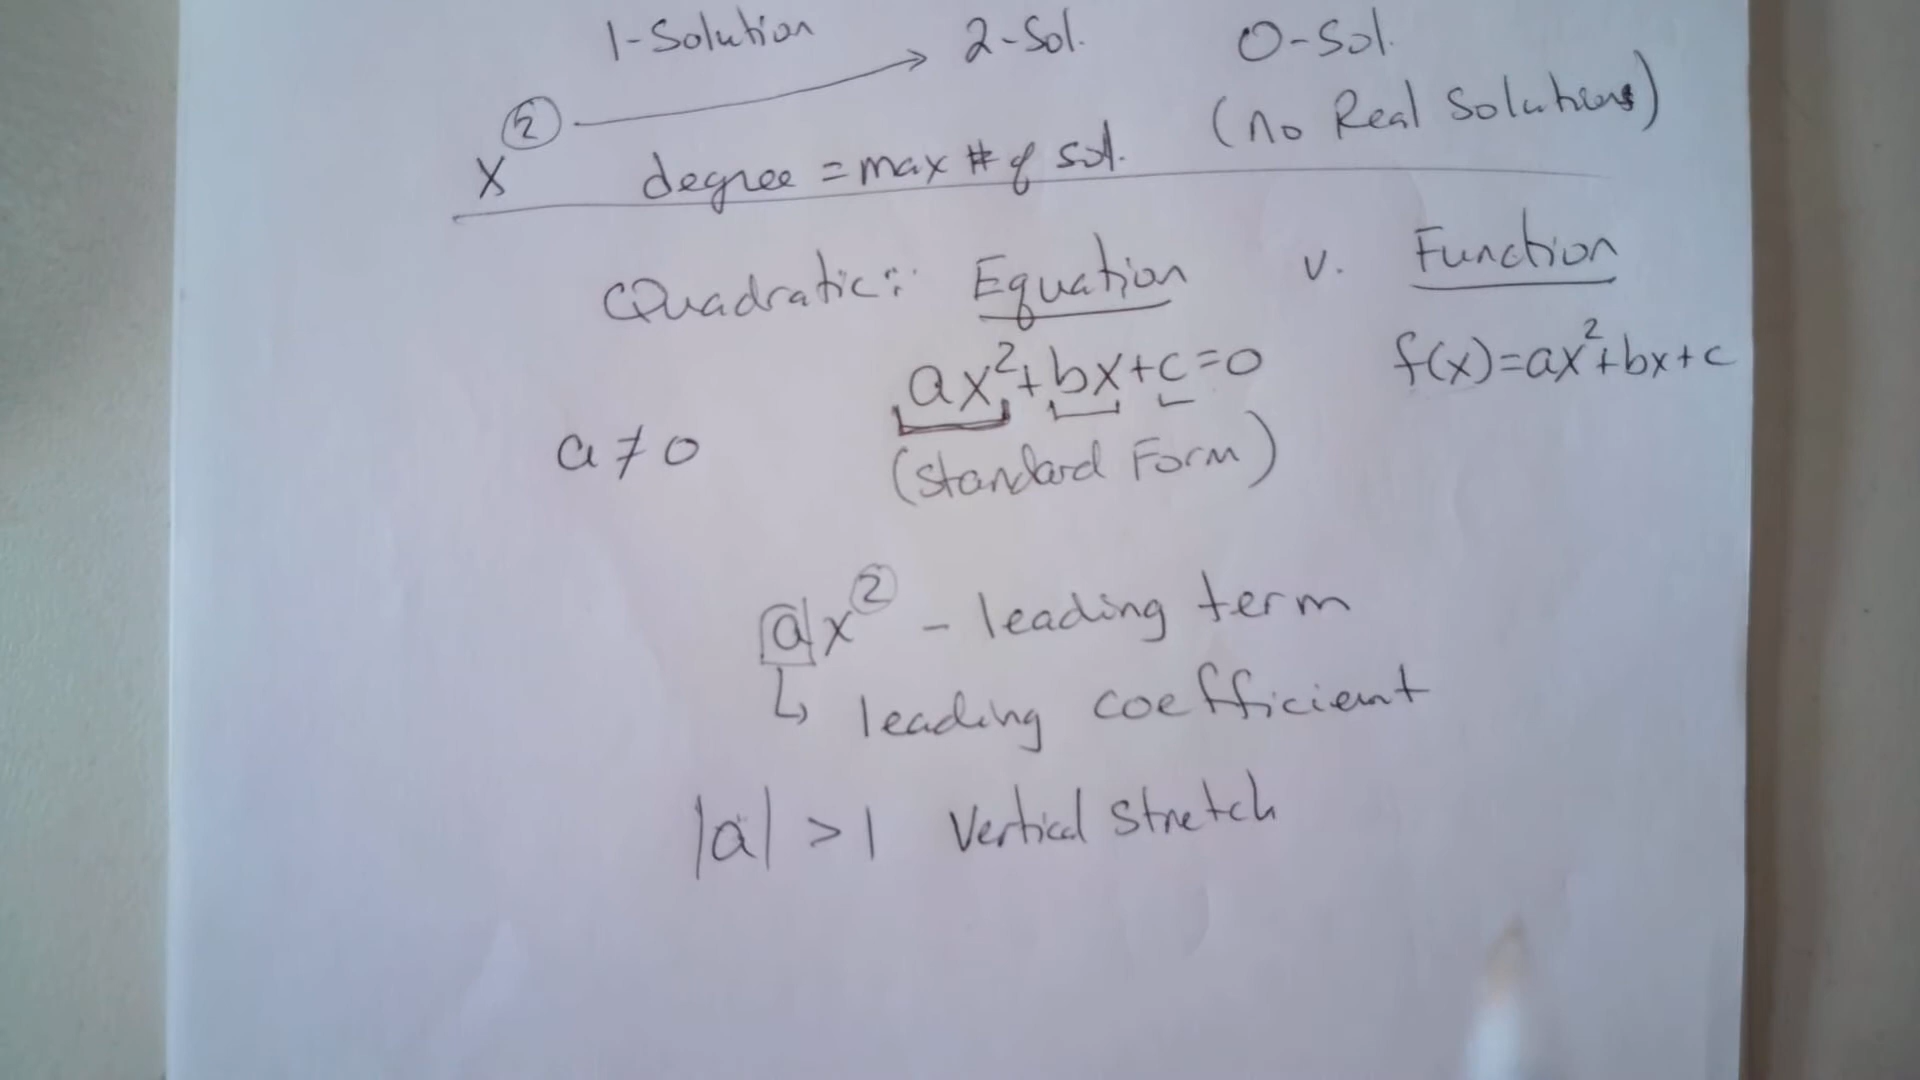 1-Solution 2-Sol. 0-Sol.
x² degree = max # of sol. (no Real Solutions)
Quadratic: Equation v. Function
ax²+bx+c=0 f(x)=ax²+bx+c
a≠0 (Standard Form)
ax² - leading term
↳ leading coefficient
|a| > 1 Vertical Stretch